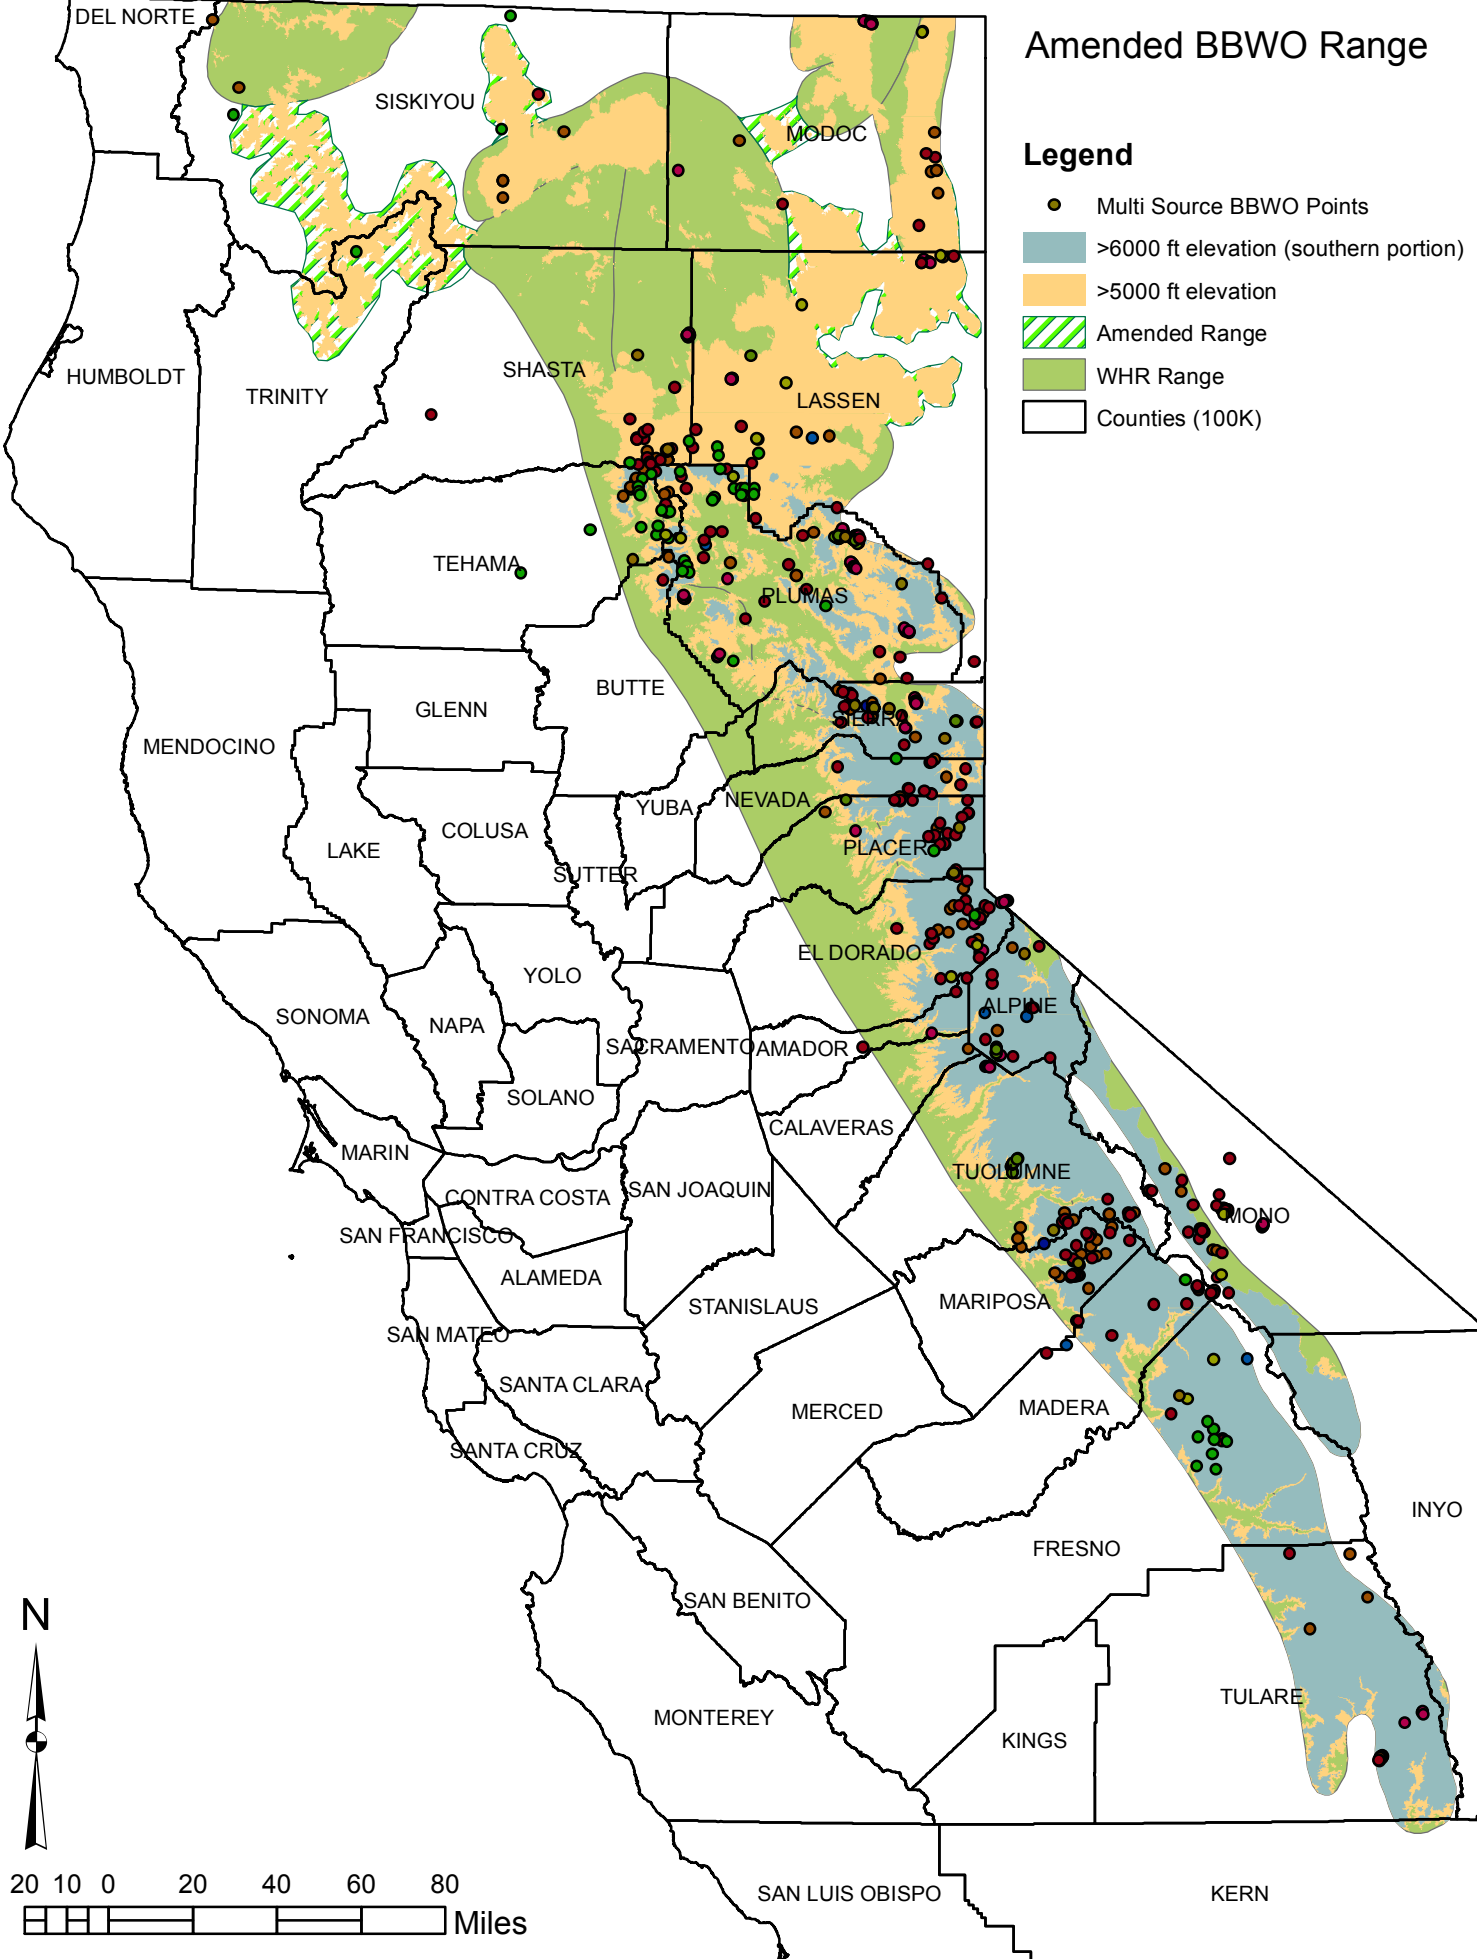 Amended BBWO Range
Legend
Multi Source BBWO Points
>6000 ft elevation (southern portion)
>5000 ft elevation
Amended Range
WHR Range
Counties (100K)
DEL NORTE
SISKIYOU
MODOC
HUMBOLDT
TRINITY
SHASTA
LASSEN
TEHAMA
PLUMAS
BUTTE
GLENN
SIERRA
MENDOCINO
YUBA
NEVADA
COLUSA
LAKE
PLACER
SUTTER
EL DORADO
YOLO
SONOMA
NAPA
ALPINE
SACRAMENTO
AMADOR
SOLANO
CALAVERAS
MARIN
TUOLUMNE
CONTRA COSTA
SAN JOAQUIN
MONO
SAN FRANCISCO
ALAMEDA
STANISLAUS
MARIPOSA
SAN MATEO
SANTA CLARA
MERCED
MADERA
SANTA CRUZ
INYO
FRESNO
SAN BENITO
TULARE
MONTEREY
KINGS
SAN LUIS OBISPO
KERN
N
20 10 0 20 40 60 80
Miles